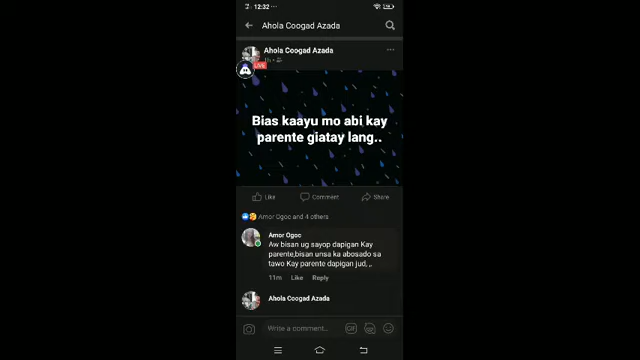 12:32
Ahola Coogad Azada
Ahola Coogad Azada
LIVE
1h
Bias kaayu mo abi kay
parente giatay lang..
Like
Comment
Share
Amor Ogoc and 4 others
Amor Ogoc
Aw bisan ug sayop dapigan Kay
parente,bisan unsa ka abosado sa
tawo Kay parente dapigan jud, ,,
11m Like Reply
Ahola Coogad Azada
Write a comment...
GIF